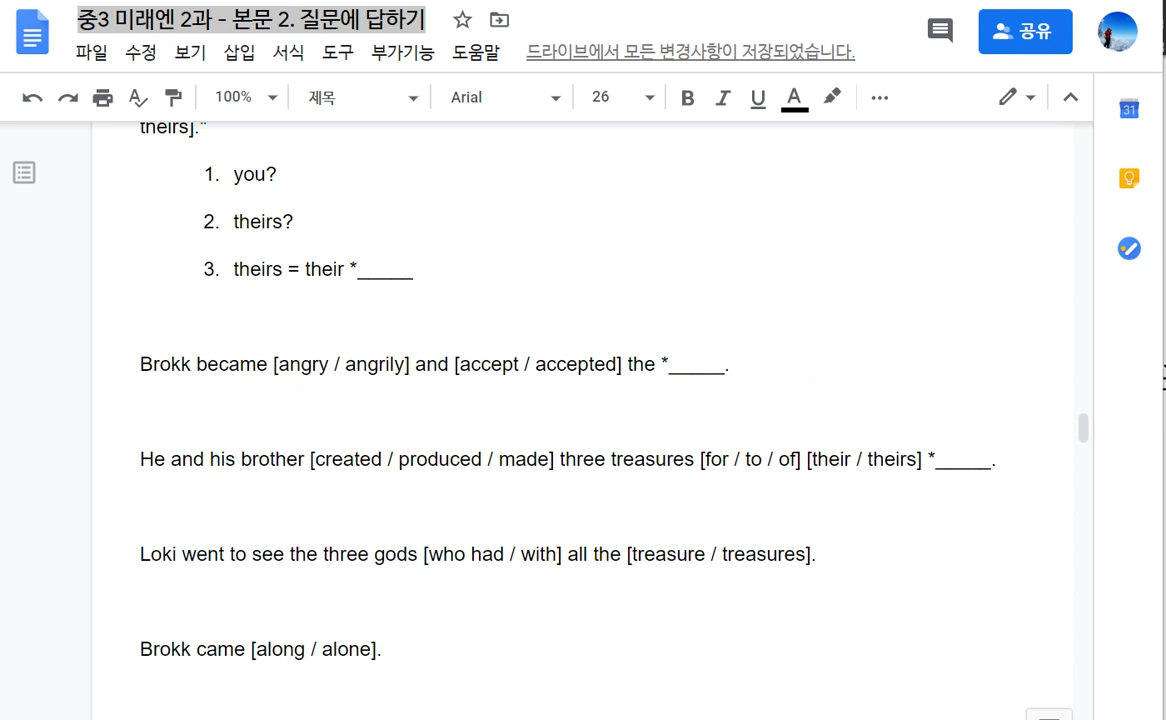 중3 미래엔 2과 - 본문 2. 질문에 답하기
파일 수정 보기 삽입 서식 도구 부가기능 도움말 드라이브에서 모든 변경사항이 저장되었습니다.
공유
100% 제목 Arial 26 B I U A
31
theirs]."
1. you?
2. theirs?
3. theirs = their *_____
Brokk became [angry / angrily] and [accept / accepted] the *_____.
He and his brother [created / produced / made] three treasures [for / to / of] [their / theirs] *_____.
Loki went to see the three gods [who had / with] all the [treasure / treasures].
Brokk came [along / alone].